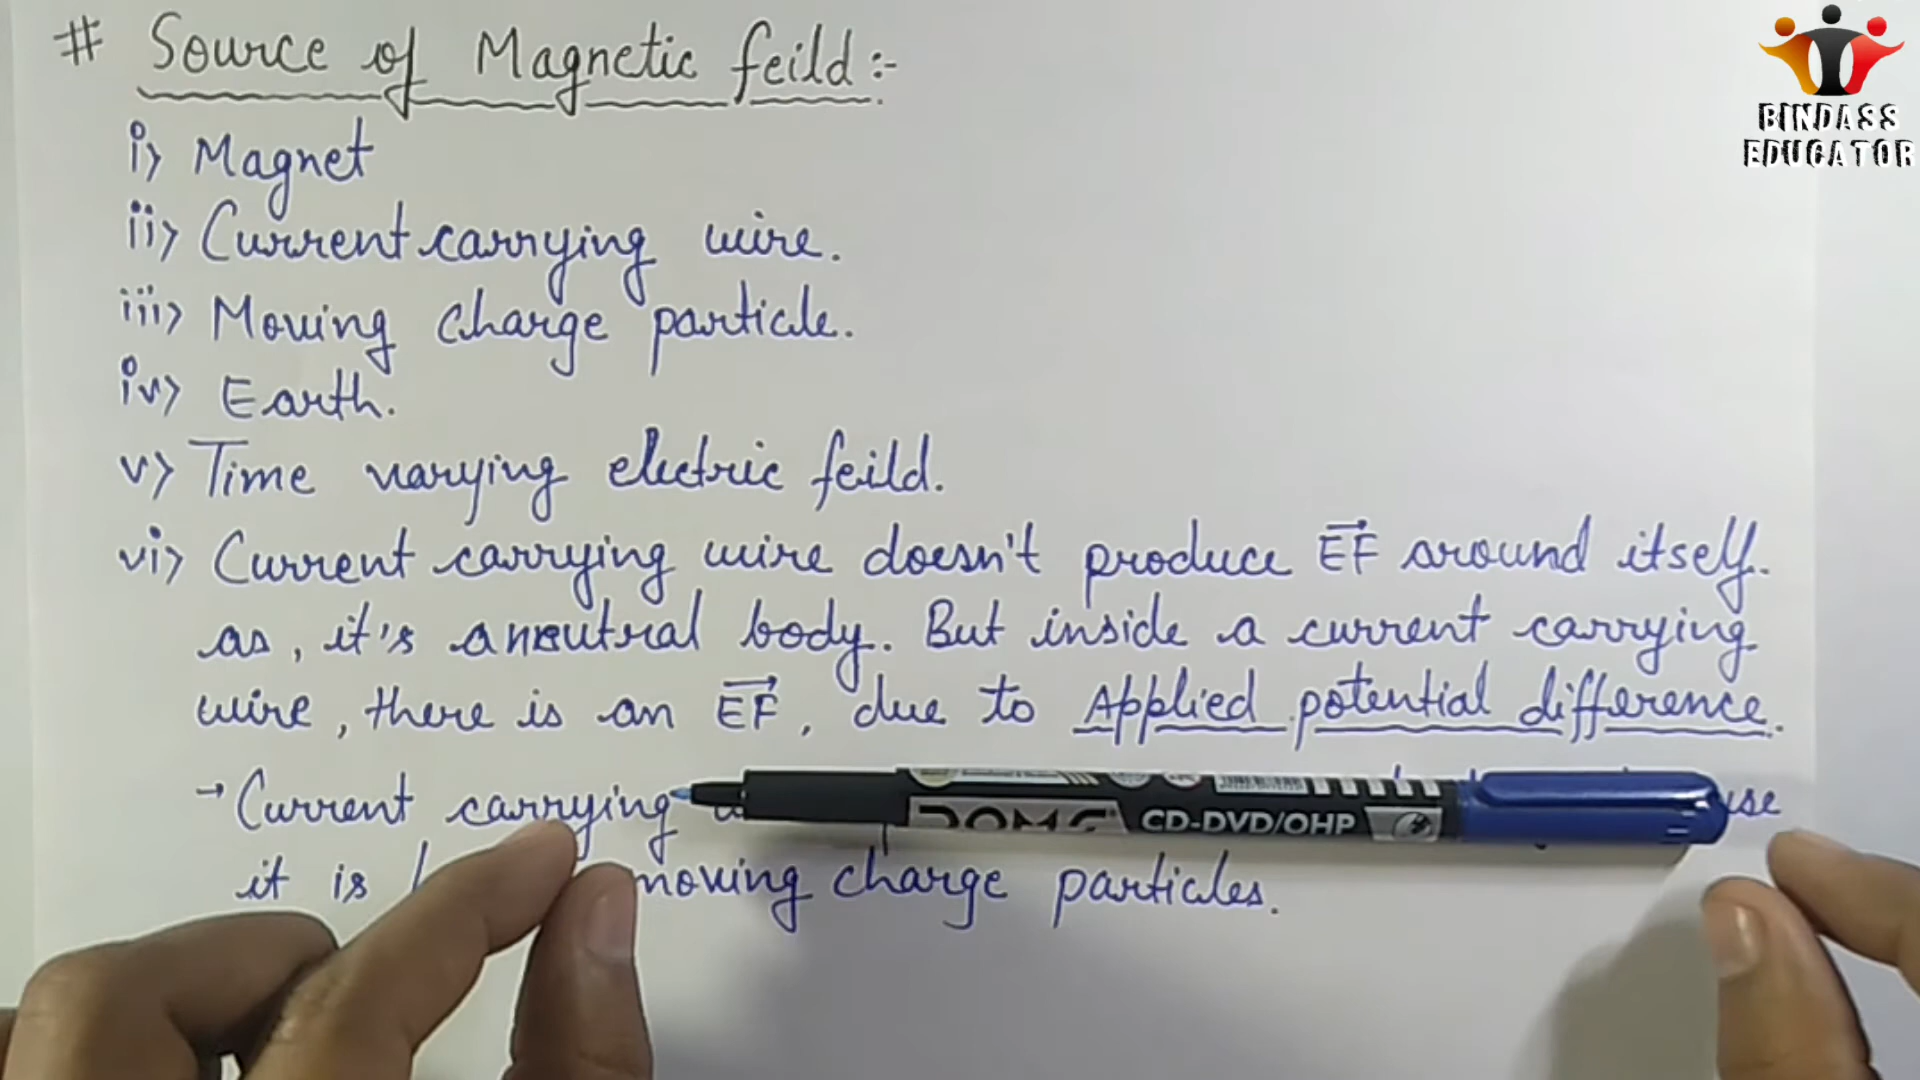 # Source of Magnetic feild :-
i) Magnet
ii) Current carrying wire.
iii) Moving charge particle.
iv) Earth.
v) Time varying electric feild.
vi) Current carrying wire doesn't produce EF around itself.
as, it's a neutral body. But inside a current carrying
wire, there is an EF, due to Applied potential difference.
→ Current carrying
it is moving charge particles.
DOMS CD-DVD/OHP
BINDASS
EDUCATOR